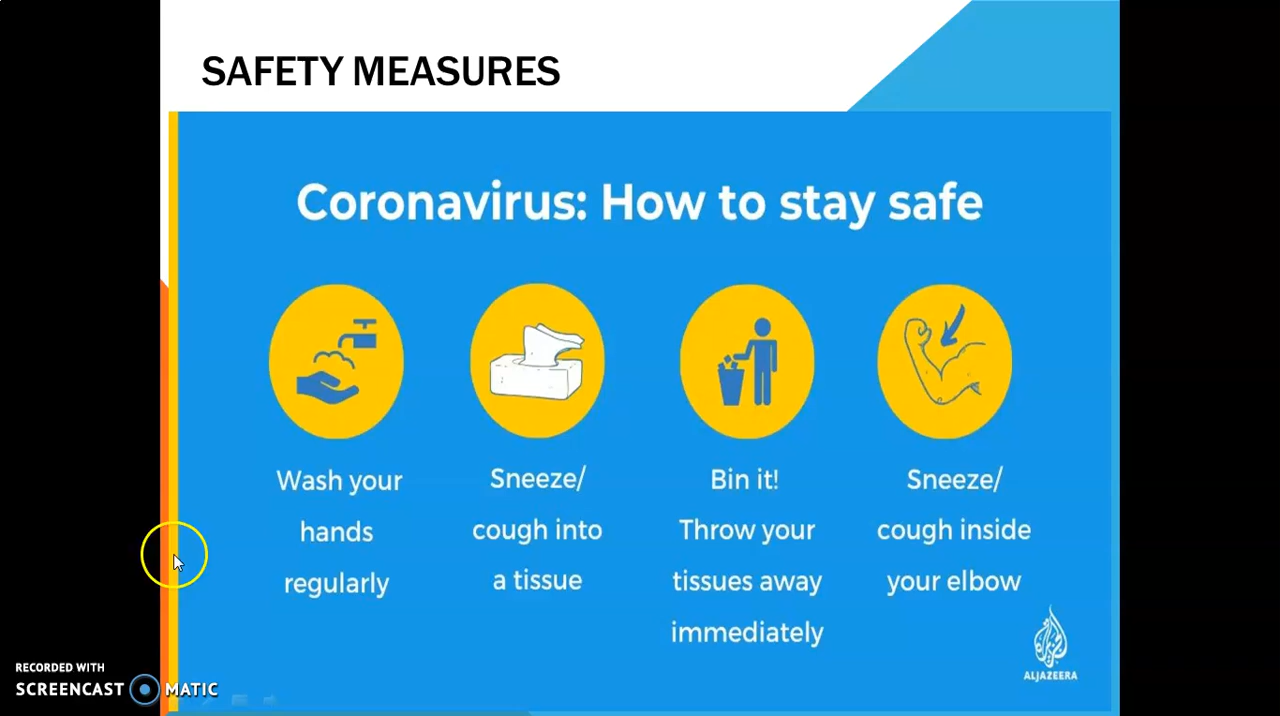 SAFETY MEASURES
Coronavirus: How to stay safe
Wash your
hands
regularly
Sneeze/
cough into
a tissue
Bin it!
Throw your
tissues away
immediately
Sneeze/
cough inside
your elbow
ALJAZEERA
RECORDED WITH
SCREENCAST MATIC